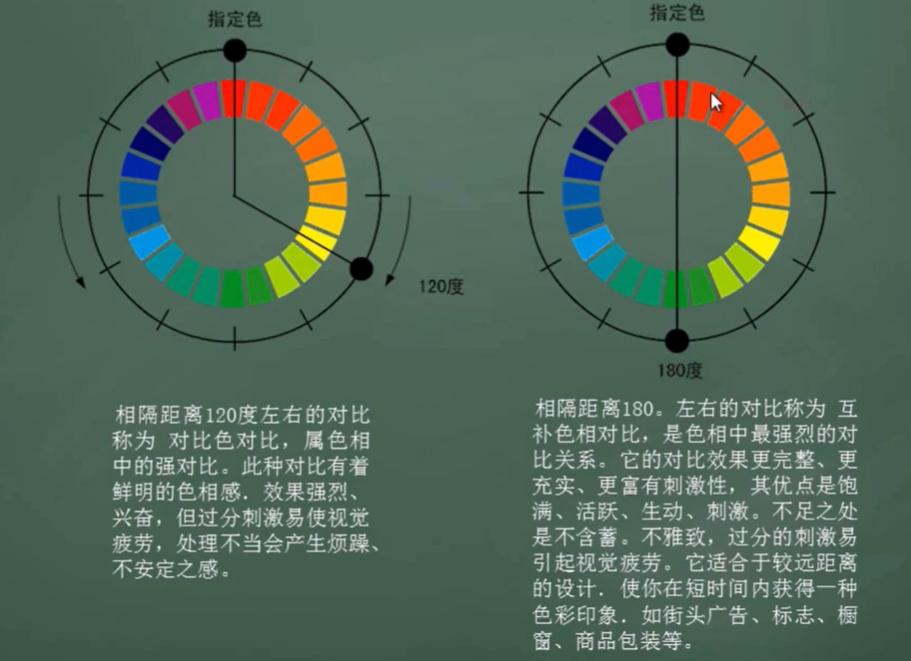 指定色
120度
相隔距离120度左右的对比
称为 对比色对比，属色相
中的强对比。此种对比有着
鲜明的色相感．效果强烈、
兴奋，但过分刺激易使视觉
疲劳，处理不当会产生烦躁、
不安定之感。
指定色
180度
相隔距离180。左右的对比称为 互
补色相对比，是色相中最强烈的对
比关系。它的对比效果更完整、更
充实、更富有刺激性，其优点是饱
满、活跃、生动、刺激。不足之处
是不含蓄。不雅致，过分的刺激易
引起视觉疲劳。它适合于较远距离
的设计．使你在短时间内获得一种
色彩印象．如街头广告、标志、橱
窗、商品包装等。